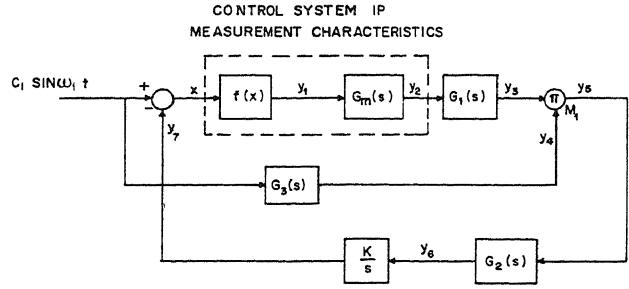 CONTROL SYSTEM IP
MEASUREMENT CHARACTERISTICS
C₁ SINω₁ t
+
−
x
f(x)
y₁
Gₘ(s)
y₂
G₁(s)
y₃
π
y₅
M₁
y₇
y₄
G₃(s)
K/s
y₆
G₂(s)